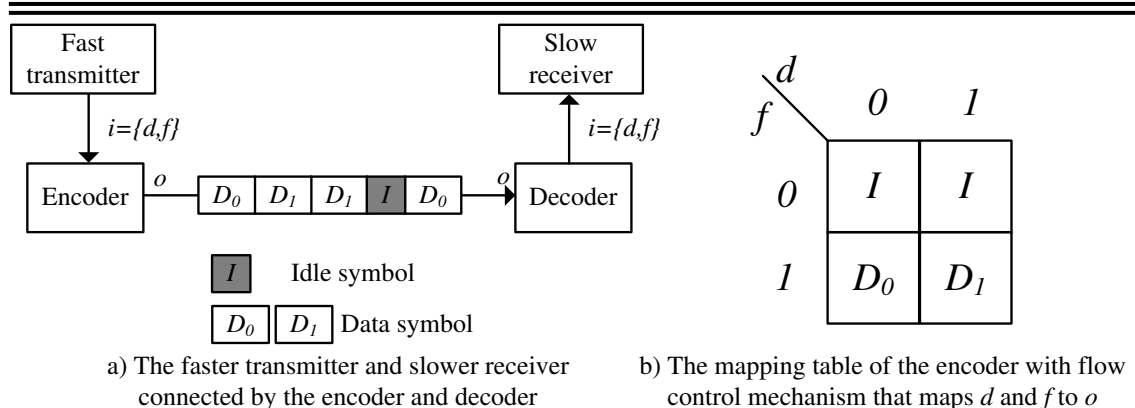 Fast
transmitter
Slow
receiver
i={d,f}
i={d,f}
Encoder
o
D0 D1 D1 I D0
o
Decoder
I Idle symbol
D0 D1 Data symbol
a) The faster transmitter and slower receiver
connected by the encoder and decoder
d
f
0 1
0 I I
1 D0 D1
b) The mapping table of the encoder with flow
control mechanism that maps d and f to o